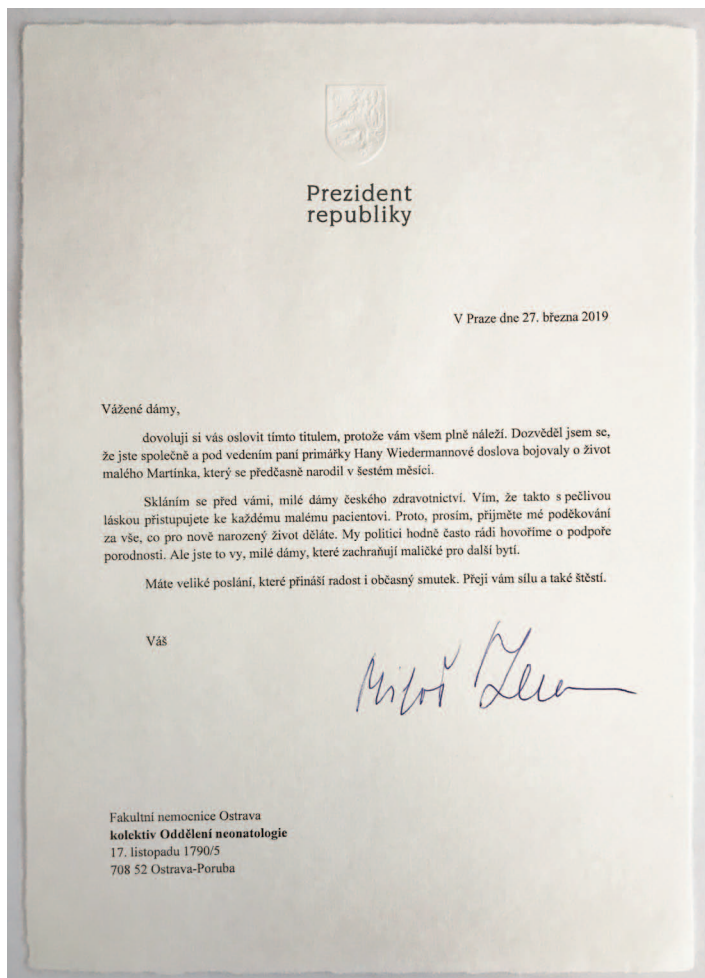 Prezident
republiky
V Praze dne 27. března 2019
Vážené dámy,
dovoluji si vás oslovit tímto titulem, protože vám všem plně náleží. Dozvěděl jsem se,
že jste společně a pod vedením paní primářky Hany Wiedermannové doslova bojovaly o život
malého Martínka, který se předčasně narodil v šestém měsíci.
Skláním se před vámi, milé dámy českého zdravotnictví. Vím, že takto s pečlivou
láskou přistupujete ke každému malému pacientovi. Proto, prosím, přijměte mé poděkování
za vše, co pro nově narozený život děláte. My politici hodně často rádi hovoříme o podpoře
porodnosti. Ale jste to vy, milé dámy, které zachraňují maličké pro další bytí.
Máte veliké poslání, které přináší radost i občasný smutek. Přeji vám sílu a také štěstí.
Váš
Miloš Zeman
Fakultní nemocnice Ostrava
kolektiv Oddělení neonatologie
17. listopadu 1790/5
708 52 Ostrava-Poruba